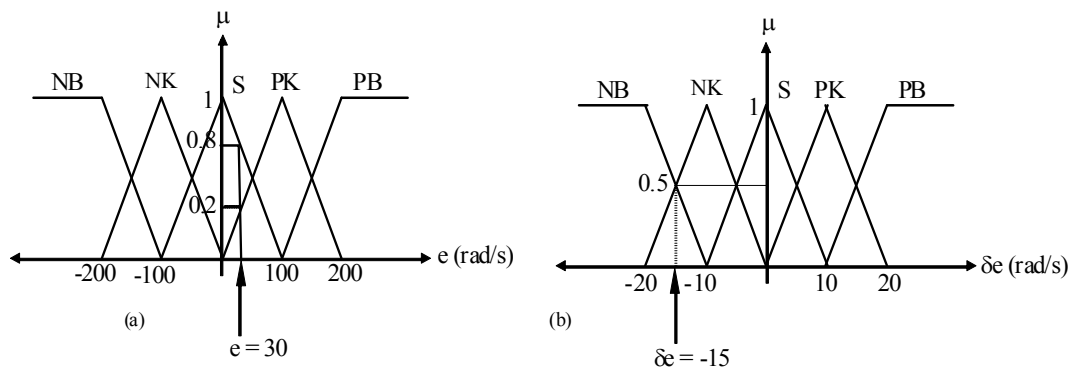 μ
NB NK S PK PB
1
0.8
0.2
-200 -100 100 200 e (rad/s)
(a)
e = 30
μ
NB NK S PK PB
1
0.5
-20 -10 10 20 δe (rad/s)
(b)
δe = -15